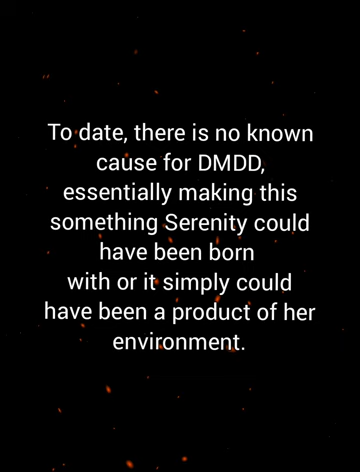 To date, there is no known
cause for DMDD,
essentially making this
something Serenity could
have been born
with or it simply could
have been a product of her
environment.